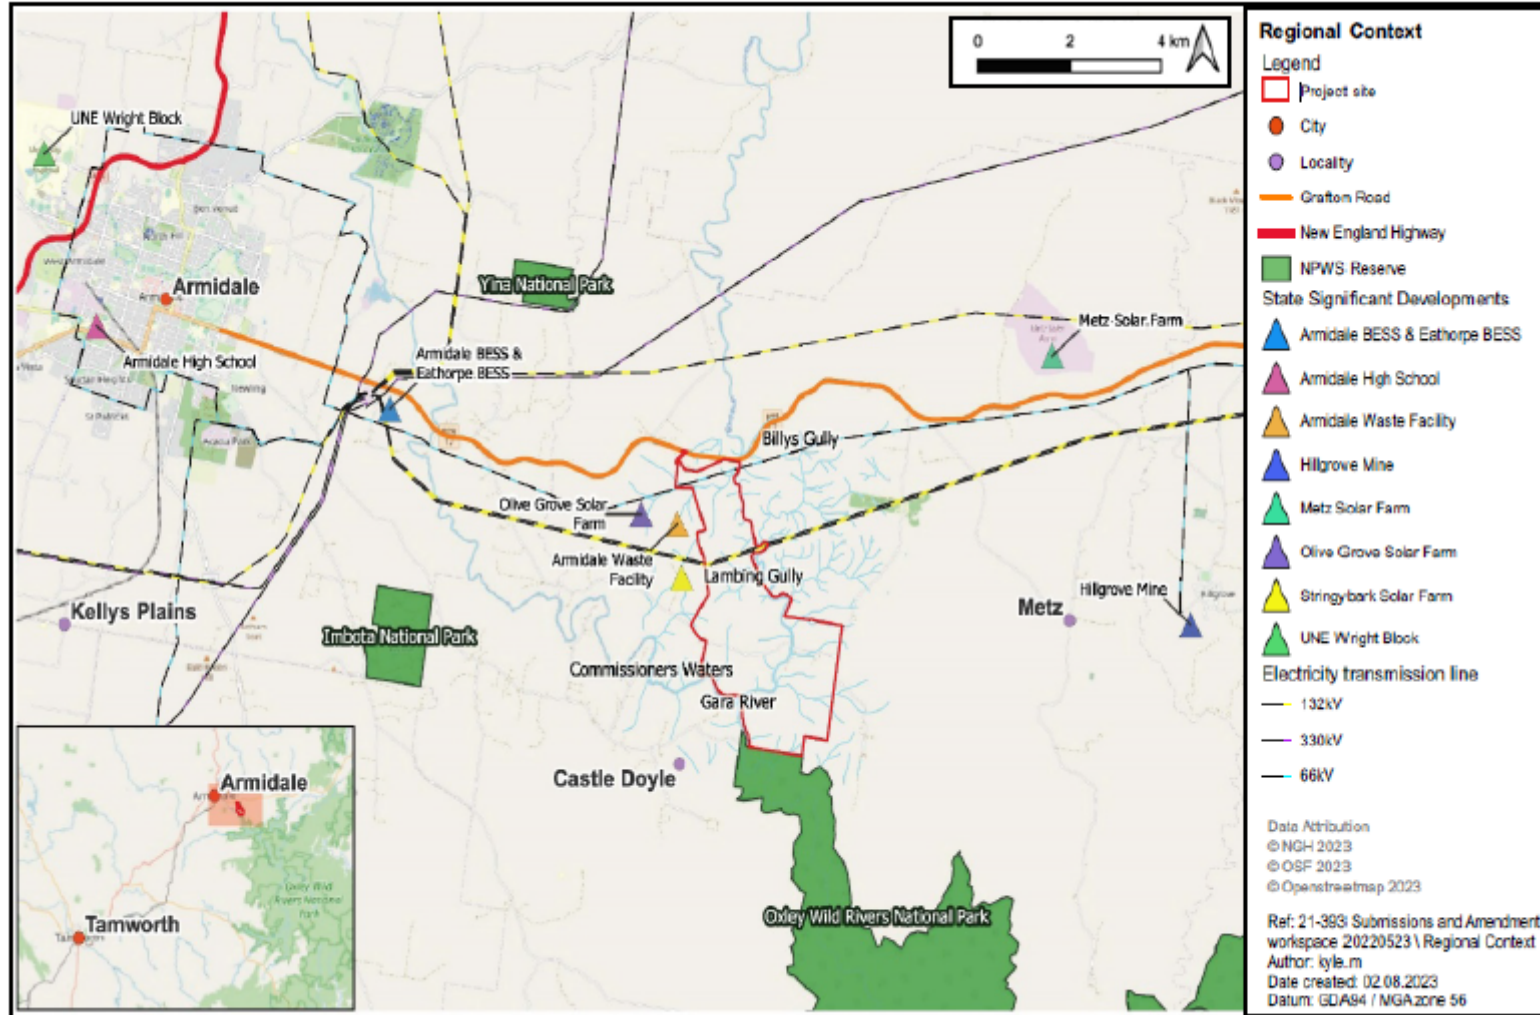 0 2 4 km
UNE Wright Block
Armidale
Yina National Park
Metz Solar Farm
Armidale High School
Armidale BESS &
Eathorpe BESS
Billys Gully
Olive Grove Solar
Farm
Armidale Waste
Facility
Lambing Gully
Hillgrove Mine
Metz
Kellys Plains
Imbota National Park
Commissioners Waters
Gara River
Castle Doyle
Oxley Wild Rivers National Park
Armidale
Oxley Wild
Rivers National
Park
Tamworth
Regional Context
Legend
Project site
City
Locality
Grafton Road
New England Highway
NPWS Reserve
State Significant Developments
Armidale BESS & Eathorpe BESS
Armidale High School
Armidale Waste Facility
Hillgrove Mine
Metz Solar Farm
Olive Grove Solar Farm
Stringybark Solar Farm
UNE Wright Block
Electricity transmission line
132kV
330kV
66kV
Data Attribution
© NGH 2023
© OSF 2023
© Openstreetmap 2023
Ref: 21-393 Submissions and Amendment
workspace 20220523 \ Regional Context
Author: kyle.m
Date created: 02.08.2023
Datum: GDA94 / MGA zone 56